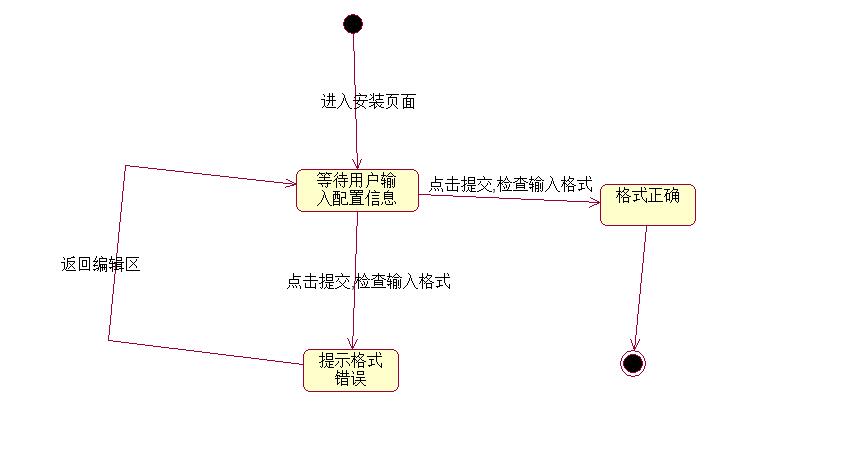 进入安装页面
等待用户输
入配置信息
点击提交,检查输入格式
格式正确
返回编辑区
点击提交,检查输入格式
提示格式
错误